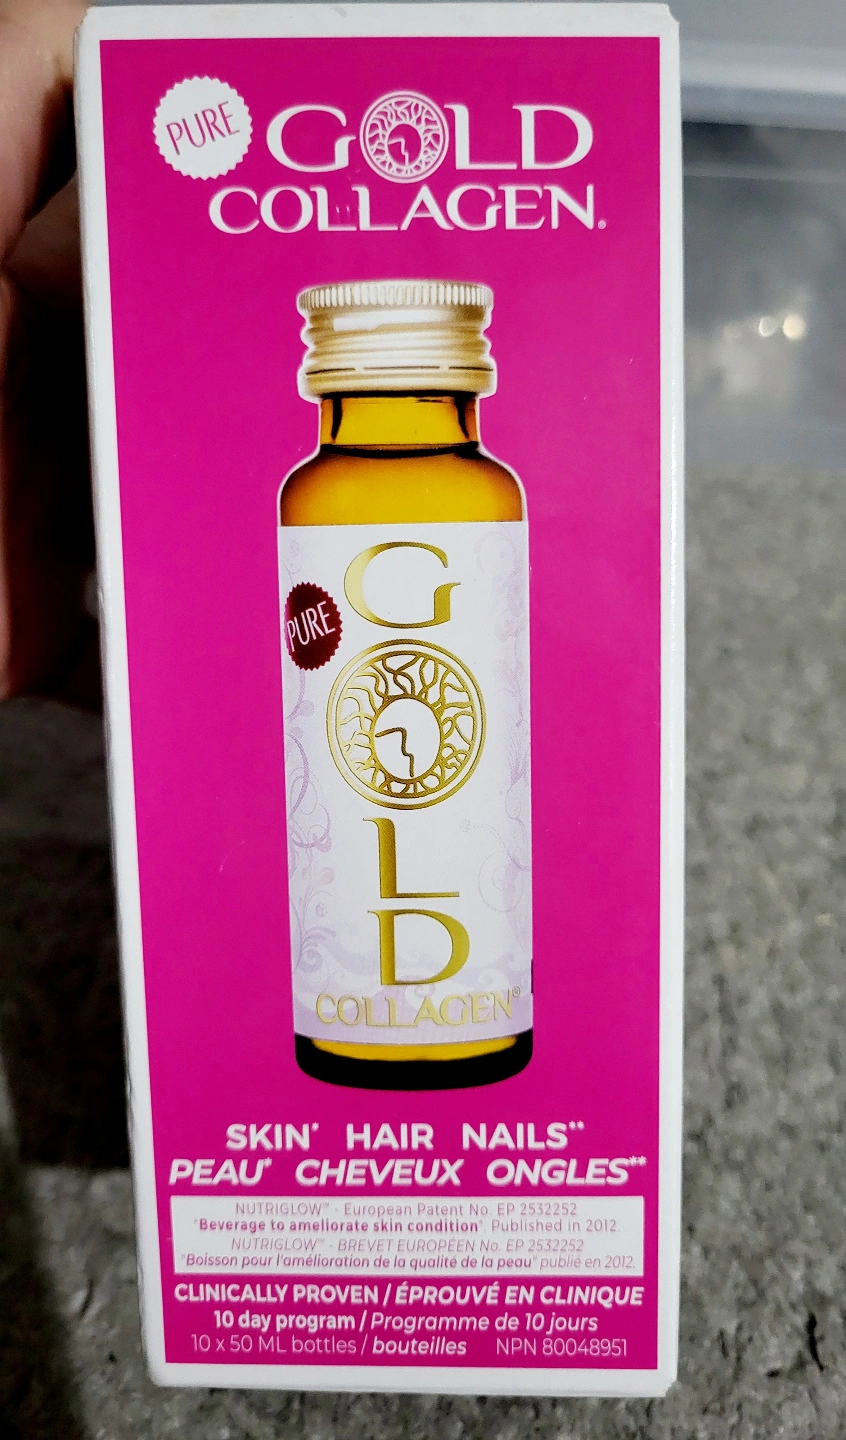 PURE
GOLD
COLLAGEN®
G
PURE
O
L
D
COLLAGEN®
SKIN* HAIR NAILS**
PEAU* CHEVEUX ONGLES**
NUTRIGLOW™ - European Patent No. EP 2532252
"Beverage to ameliorate skin condition". Published in 2012.
NUTRIGLOW™ - BREVET EUROPÉEN No. EP 2532252
"Boisson pour l'amélioration de la qualité de la peau" publié en 2012.
CLINICALLY PROVEN / ÉPROUVÉ EN CLINIQUE
10 day program / Programme de 10 jours
10 x 50 ML bottles / bouteilles NPN 80048951